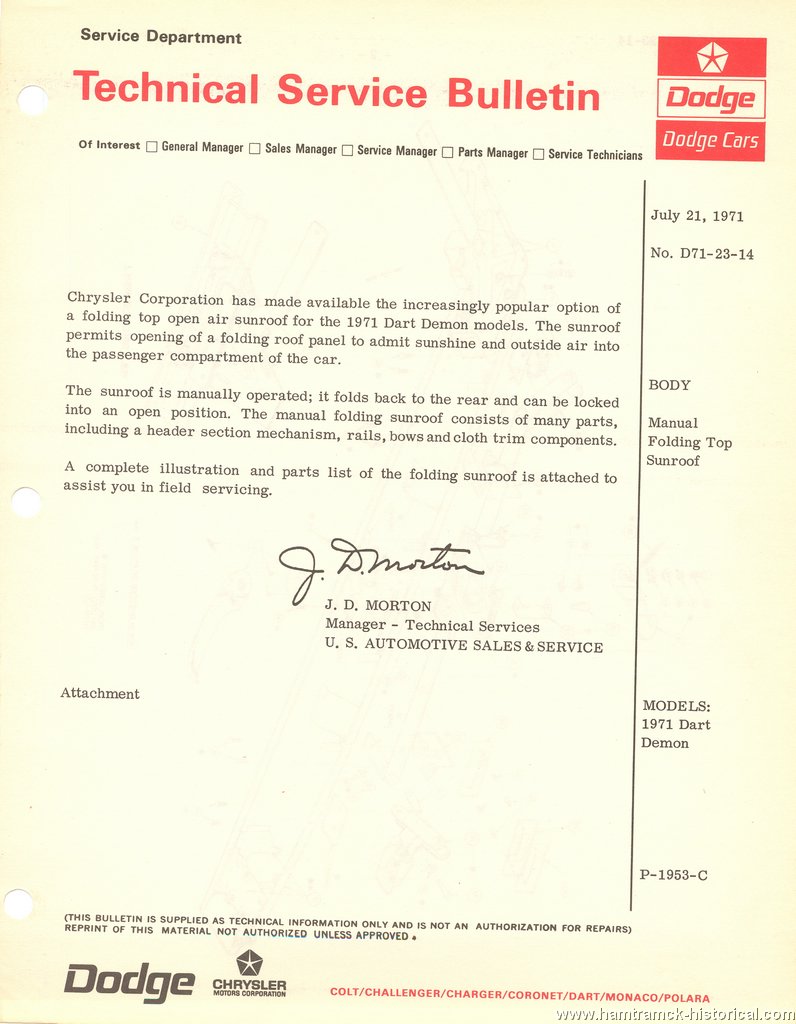 Service Department
Technical Service Bulletin
Dodge
Dodge Cars
Of Interest □ General Manager □ Sales Manager □ Service Manager □ Parts Manager □ Service Technicians
July 21, 1971
No. D71-23-14
Chrysler Corporation has made available the increasingly popular option of
a folding top open air sunroof for the 1971 Dart Demon models. The sunroof
permits opening of a folding roof panel to admit sunshine and outside air into
the passenger compartment of the car.
BODY
The sunroof is manually operated; it folds back to the rear and can be locked
into an open position. The manual folding sunroof consists of many parts,
including a header section mechanism, rails, bows and cloth trim components.
Manual
Folding Top
Sunroof
A complete illustration and parts list of the folding sunroof is attached to
assist you in field servicing.
J. D. Morton
J. D. MORTON
Manager - Technical Services
U. S. AUTOMOTIVE SALES & SERVICE
Attachment
MODELS:
1971 Dart
Demon
P-1953-C
(THIS BULLETIN IS SUPPLIED AS TECHNICAL INFORMATION ONLY AND IS NOT AN AUTHORIZATION FOR REPAIRS)
REPRINT OF THIS MATERIAL NOT AUTHORIZED UNLESS APPROVED.
Dodge
CHRYSLER
MOTORS CORPORATION
COLT/CHALLENGER/CHARGER/CORONET/DART/MONACO/POLARA
www.hamtramck-historical.com